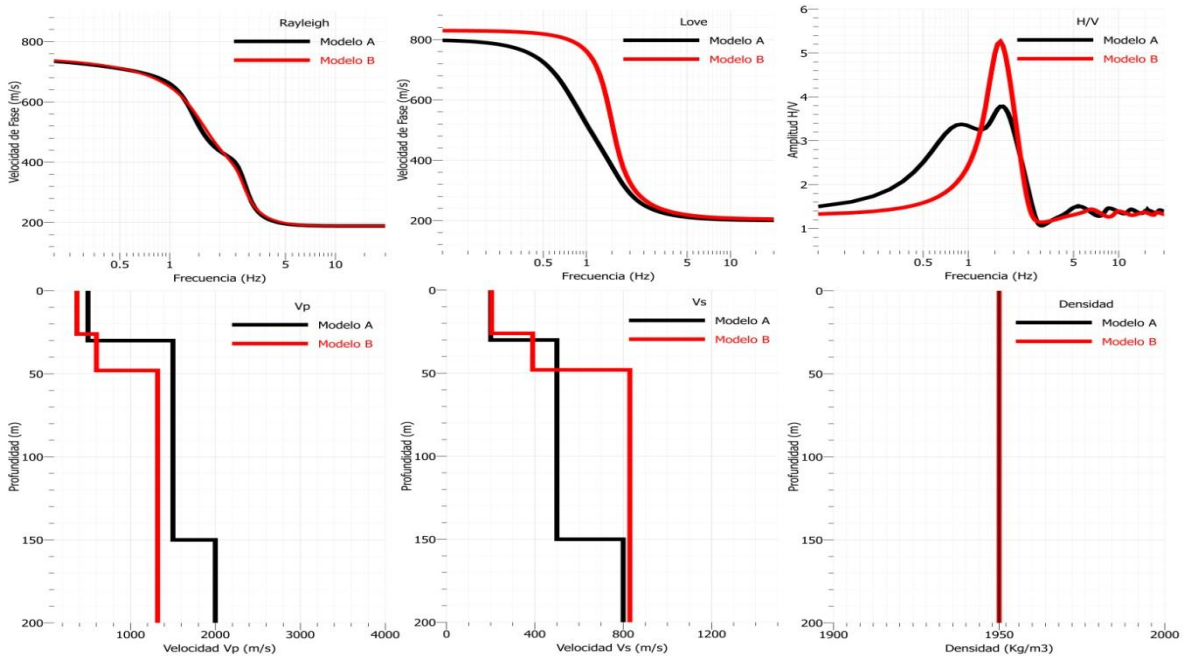 Rayleigh
Modelo A
Modelo B
800
600
400
200
Velocidad de Fase (m/s)
0.5
1
5
10
Frecuencia (Hz)
Love
Modelo A
Modelo B
800
600
400
200
Velocidad de Fase (m/s)
0.5
1
5
10
Frecuencia (Hz)
H/V
Modelo A
Modelo B
6
5
4
3
2
1
Amplitud H/V
0.5
1
5
10
Frecuencia (Hz)
Vp
Modelo A
Modelo B
0
50
100
150
200
Profundidad (m)
1000
2000
3000
4000
Velocidad Vp (m/s)
Vs
Modelo A
Modelo B
0
50
100
150
200
Profundidad (m)
0
400
800
1200
Velocidad Vs (m/s)
Densidad
Modelo A
Modelo B
0
50
100
150
200
Profundidad (m)
1900
1950
2000
Densidad (Kg/m3)